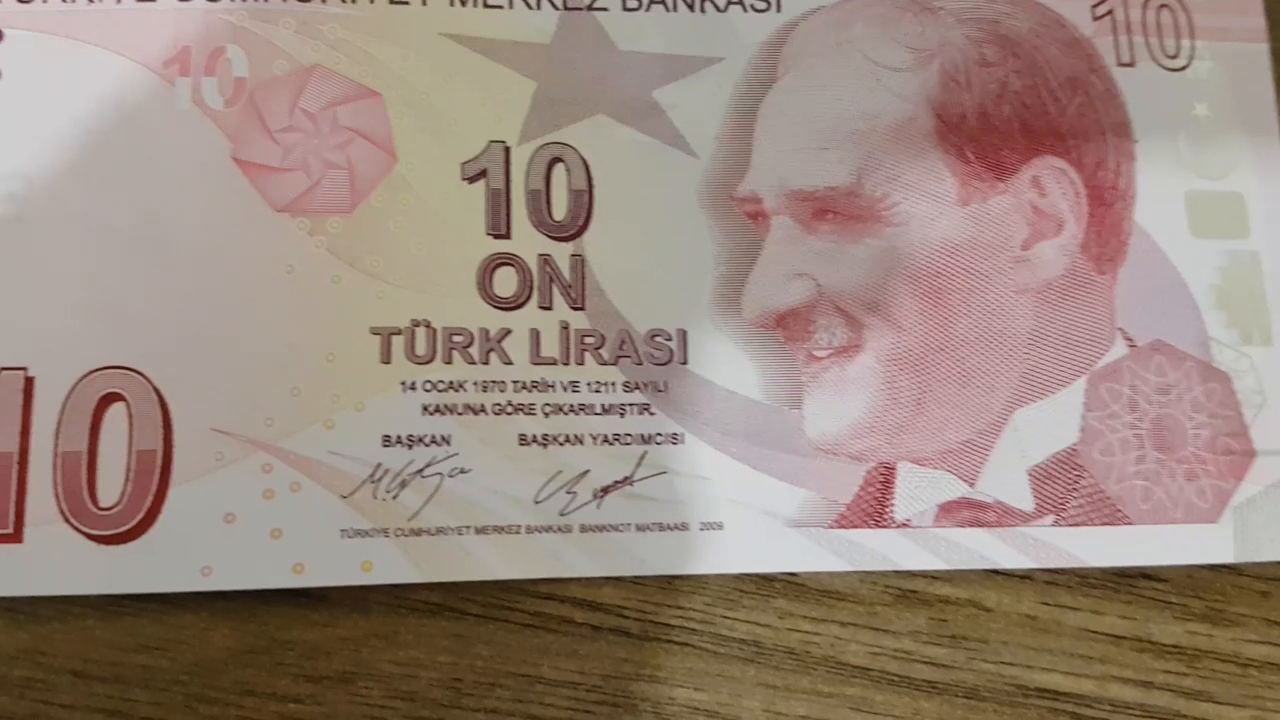 CUMHURİYET MERKEZ BANKASI
10
10
10
ON
TÜRK LİRASI
14 OCAK 1970 TARİH VE 1211 SAYILI
KANUNA GÖRE ÇIKARILMIŞTIR.
BAŞKAN BAŞKAN YARDIMCISI
10
TÜRKİYE CUMHURİYET MERKEZ BANKASI BANKNOT MATBAASI 2009